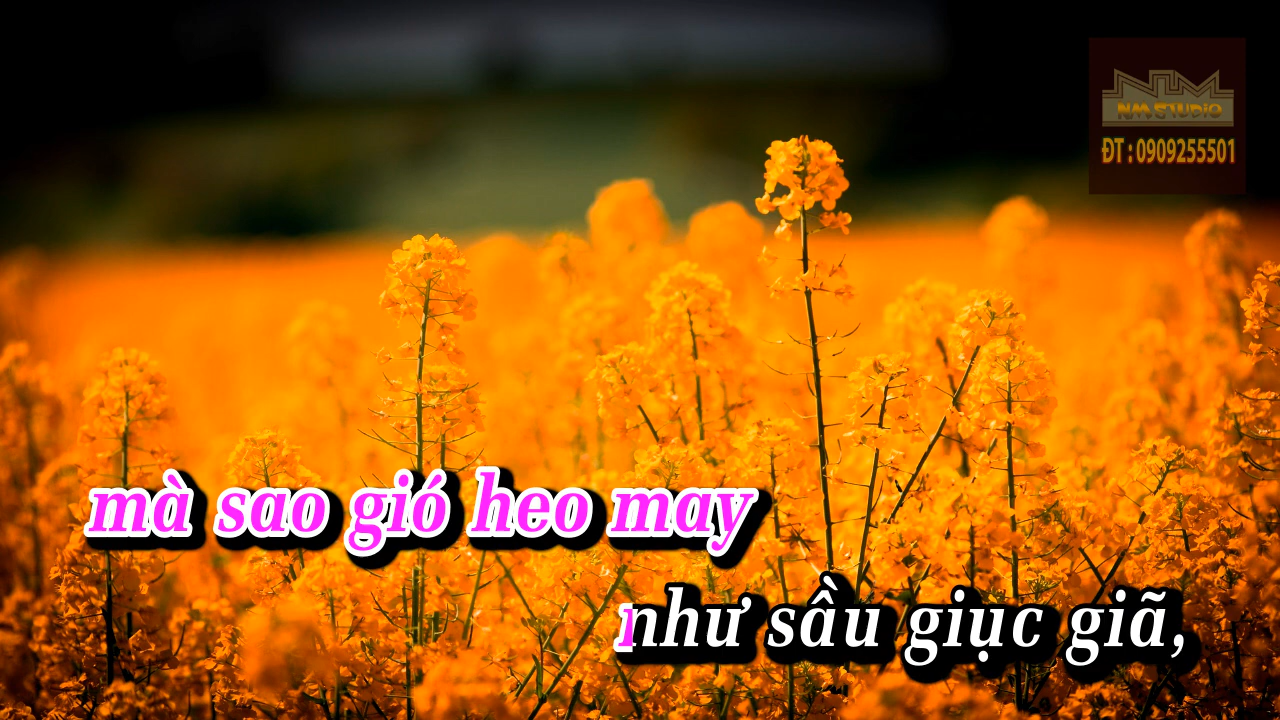 NM STUDIO
ĐT : 0909255501
mà sao gió heo may
như sầu giục giã,